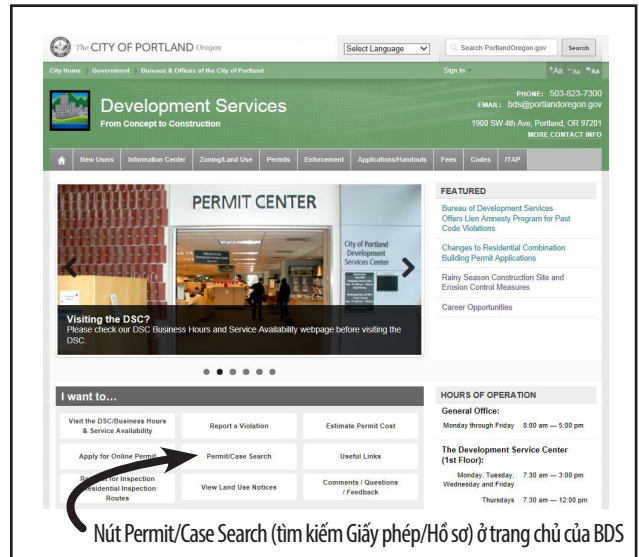 The CITY OF PORTLAND Oregon
Select Language
Search PortlandOregon.gov
Search
City Home
Government
Bureaus & Offices of the City of Portland
Sign In
+Aa -Aa Aa
Development Services
From Concept to Construction
PHONE: 503-823-7300
EMAIL: bds@portlandoregon.gov
1900 SW 4th Ave, Portland, OR 97201
MORE CONTACT INFO
New Users
Information Center
Zoning/Land Use
Permits
Enforcement
Applications/Handouts
Fees
Codes
ITAP
PERMIT CENTER
City of Portland
Development
Services Center
Visiting the DSC?
Please check our DSC Business Hours and Service Availability webpage before visiting the
DSC.
FEATURED
Bureau of Development Services
Offers Lien Amnesty Program for Past
Code Violations
Changes to Residential Combination
Building Permit Applications
Rainy Season Construction Site and
Erosion Control Measures
Career Opportunities
I want to...
Visit the DSC/Business Hours
& Service Availability
Report a Violation
Estimate Permit Cost
Apply for Online Permit
Permit/Case Search
Useful Links
for Inspection
Residential Inspection
Routes
View Land Use Notices
Comments / Questions
/ Feedback
HOURS OF OPERATION
General Office:
Monday through Friday 8:00 am — 5:00 pm
The Development Service Center
(1st Floor):
Monday, Tuesday, 7:30 am — 3:00 pm
Wednesday and Friday
Thursdays 7:30 am — 12:00 pm
Nút Permit/Case Search (tìm kiếm Giấy phép/Hồ sơ) ở trang chủ của BDS